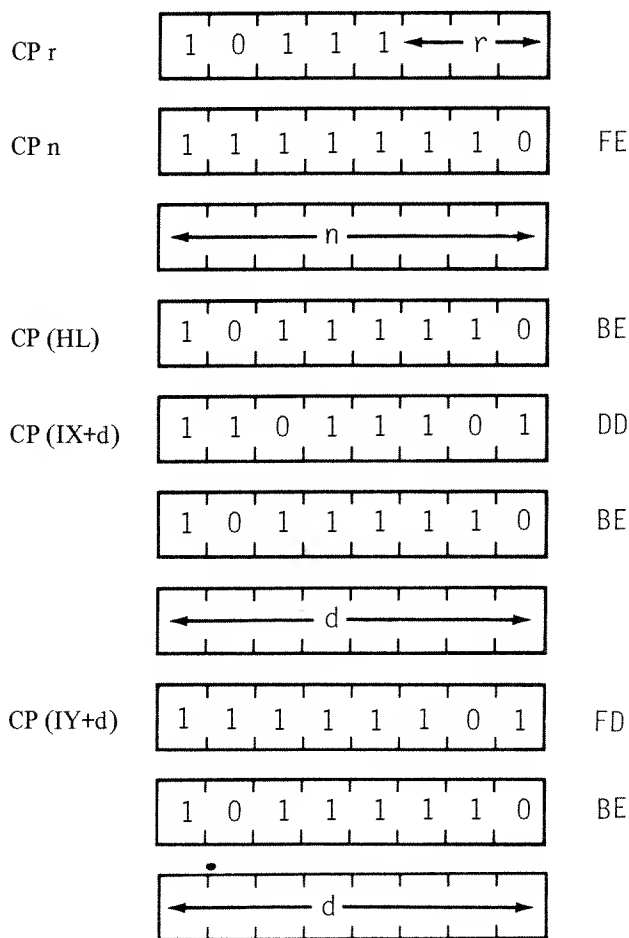 CP r 1 0 1 1 1 r
CP n 1 1 1 1 1 1 1 0 FE
n
CP (HL) 1 0 1 1 1 1 1 0 BE
CP (IX+d) 1 1 0 1 1 1 0 1 DD
1 0 1 1 1 1 1 0 BE
d
CP (IY+d) 1 1 1 1 1 1 0 1 FD
1 0 1 1 1 1 1 0 BE
d